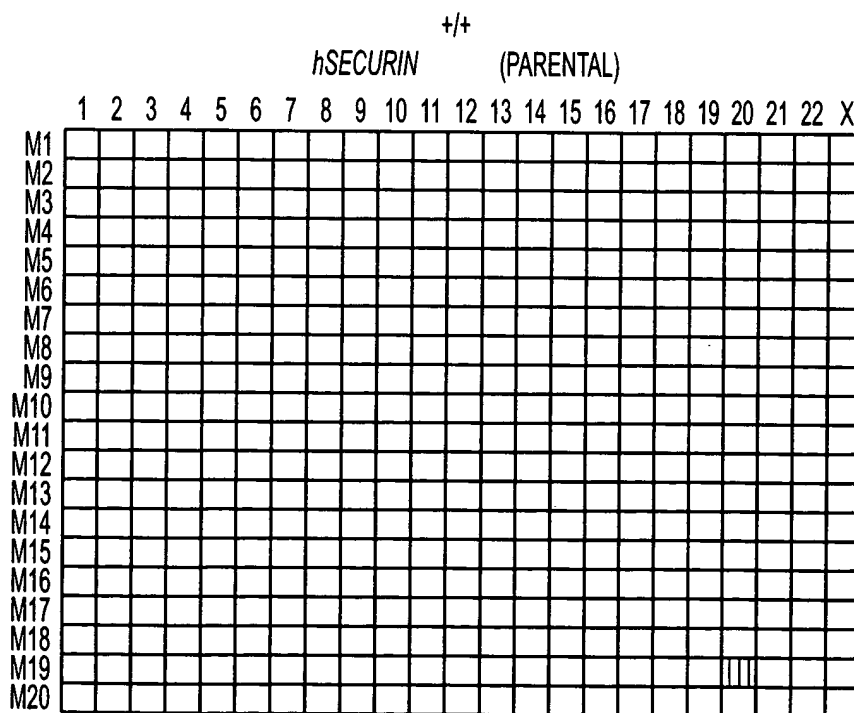 +/+
hSECURIN (PARENTAL)
1 2 3 4 5 6 7 8 9 10 11 12 13 14 15 16 17 18 19 20 21 22 X
M1
M2
M3
M4
M5
M6
M7
M8
M9
M10
M11
M12
M13
M14
M15
M16
M17
M18
M19
M20